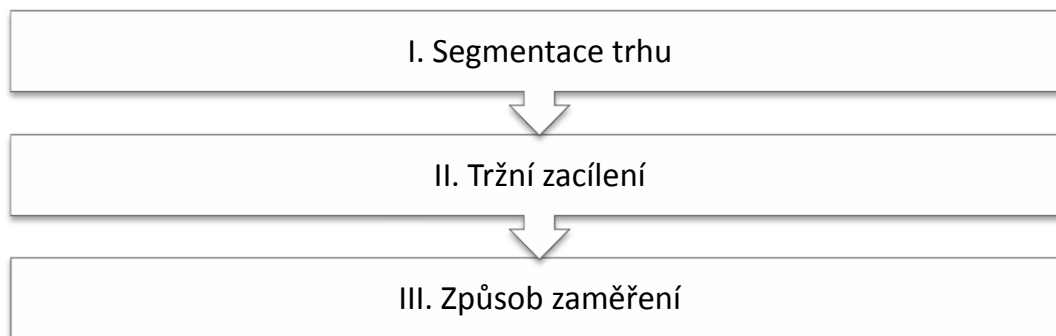 I. Segmentace trhu
II. Tržní zacílení
III. Způsob zaměření